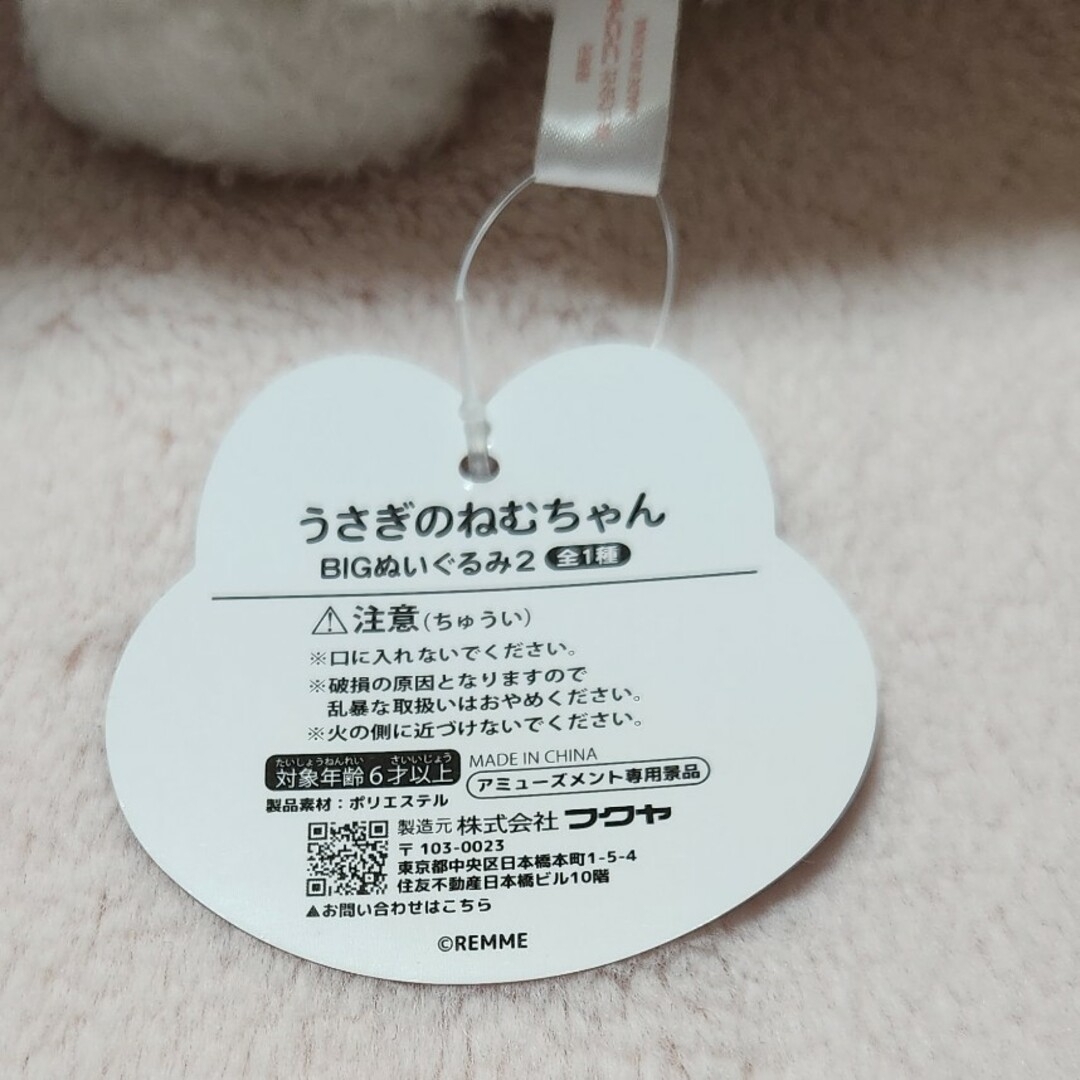 うさぎのねむちゃん
BIGぬいぐるみ2 全1種
⚠注意(ちゅうい)
※口に入れないでください。
※破損の原因となりますので
乱暴な取扱いはおやめください。
※火の側に近づけないでください。
たいしょうねんれい さいいじょう
対象年齢6才以上
MADE IN CHINA
アミューズメント専用景品
製品素材:ポリエステル
製造元 株式会社フクヤ
〒103-0023
東京都中央区日本橋本町1-5-4
住友不動産日本橋ビル10階
▲お問い合わせはこちら
©REMME